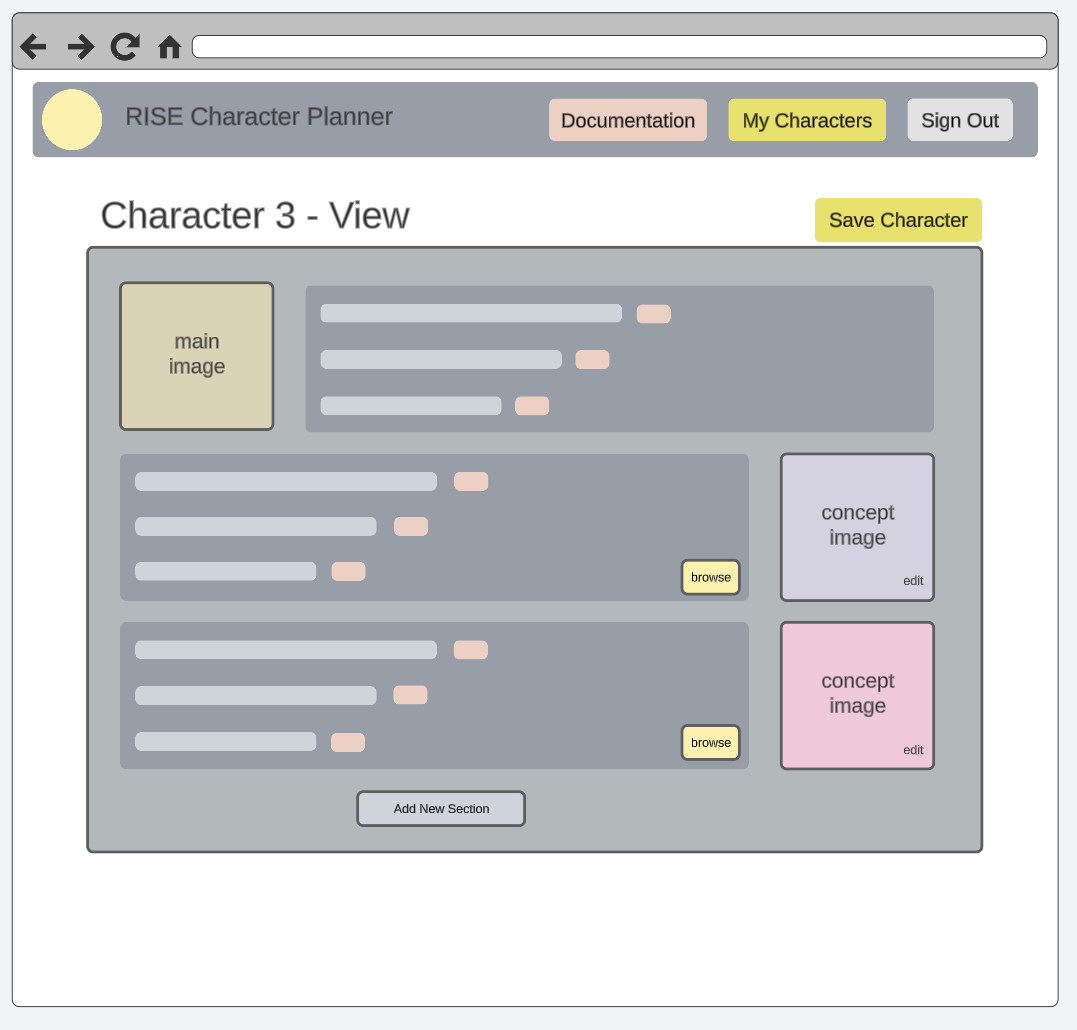 RISE Character Planner
Documentation
My Characters
Sign Out
Character 3 - View
Save Character
main
image
browse
concept
image
edit
browse
concept
image
edit
Add New Section